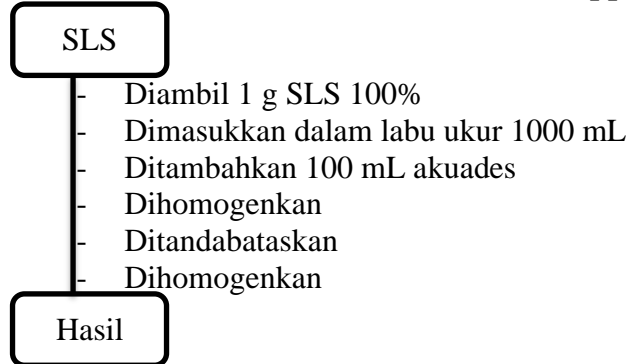 SLS
- Diambil 1 g SLS 100%
- Dimasukkan dalam labu ukur 1000 mL
- Ditambahkan 100 mL akuades
- Dihomogenkan
- Ditandabataskan
- Dihomogenkan
Hasil